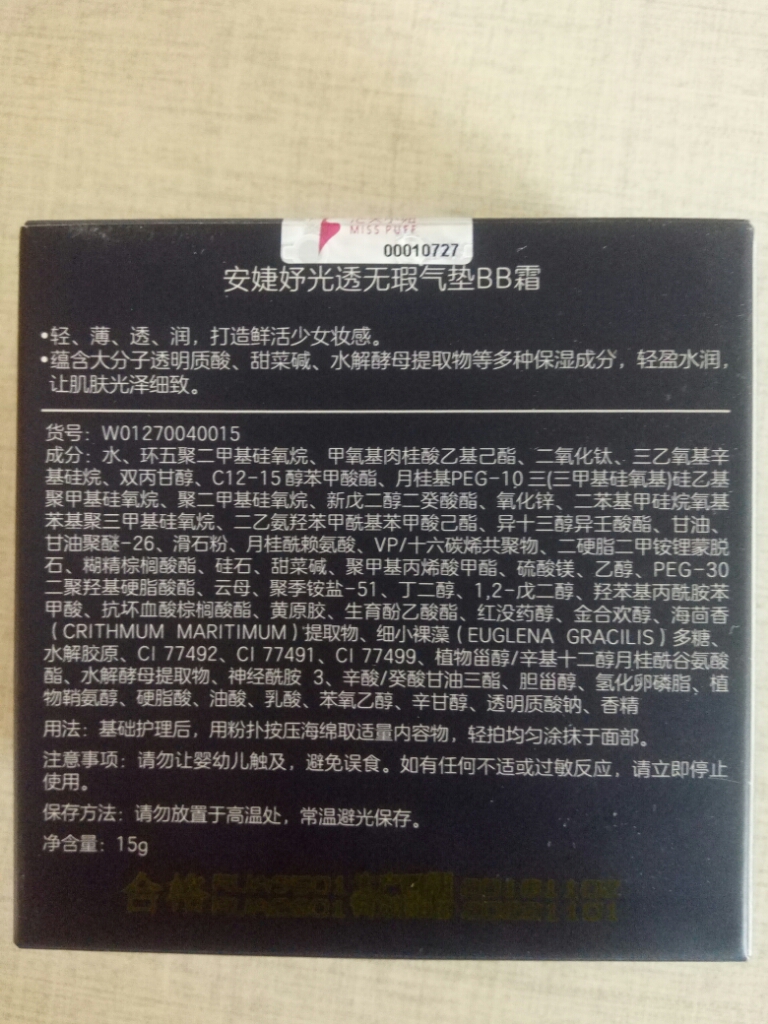 MISS PUFF
00010727
安婕妤光透无瑕气垫BB霜
•轻、薄、透、润，打造鲜活少女妆感。
•蕴含大分子透明质酸、甜菜碱、水解酵母提取物等多种保湿成分，轻盈水润，
让肌肤光泽细致。
货号：W01270040015
成分：水、环五聚二甲基硅氧烷、甲氧基肉桂酸乙基己酯、二氧化钛、三乙氧基辛
基硅烷、双丙甘醇、C12-15醇苯甲酸酯、月桂基PEG-10 三(三甲基硅氧基)硅乙基
聚甲基硅氧烷、聚二甲基硅氧烷、新戊二醇二癸酸酯、氧化锌、二苯基甲硅烷氧基
苯基聚三甲基硅氧烷、二乙氨羟苯甲酰基苯甲酸己酯、异十三醇异壬酸酯、甘油、
甘油聚醚-26、滑石粉、月桂酰赖氨酸、VP/十六碳烯共聚物、二硬脂二甲铵锂蒙脱
石、糊精棕榈酸酯、硅石、甜菜碱、聚甲基丙烯酸甲酯、硫酸镁、乙醇、PEG-30
二聚羟基硬脂酸酯、云母、聚季铵盐-51、丁二醇、1,2-戊二醇、羟苯基丙酰胺苯
甲酸、抗坏血酸棕榈酸酯、黄原胶、生育酚乙酸酯、红没药醇、金合欢醇、海茴香
（CRITHMUM MARITIMUM）提取物、细小裸藻（EUGLENA GRACILIS）多糖、
水解胶原、CI 77492、CI 77491、CI 77499、植物甾醇/辛基十二醇月桂酰谷氨酸
酯、水解酵母提取物、神经酰胺 3、辛酸/癸酸甘油三酯、胆甾醇、氢化卵磷脂、植
物鞘氨醇、硬脂酸、油酸、乳酸、苯氧乙醇、辛甘醇、透明质酸钠、香精
用法：基础护理后，用粉扑按压海绵取适量内容物，轻拍均匀涂抹于面部。
注意事项：请勿让婴幼儿触及，避免误食。如有任何不适或过敏反应，请立即停止
使用。
保存方法：请勿放置于高温处，常温避光保存。
净含量：15g
合格